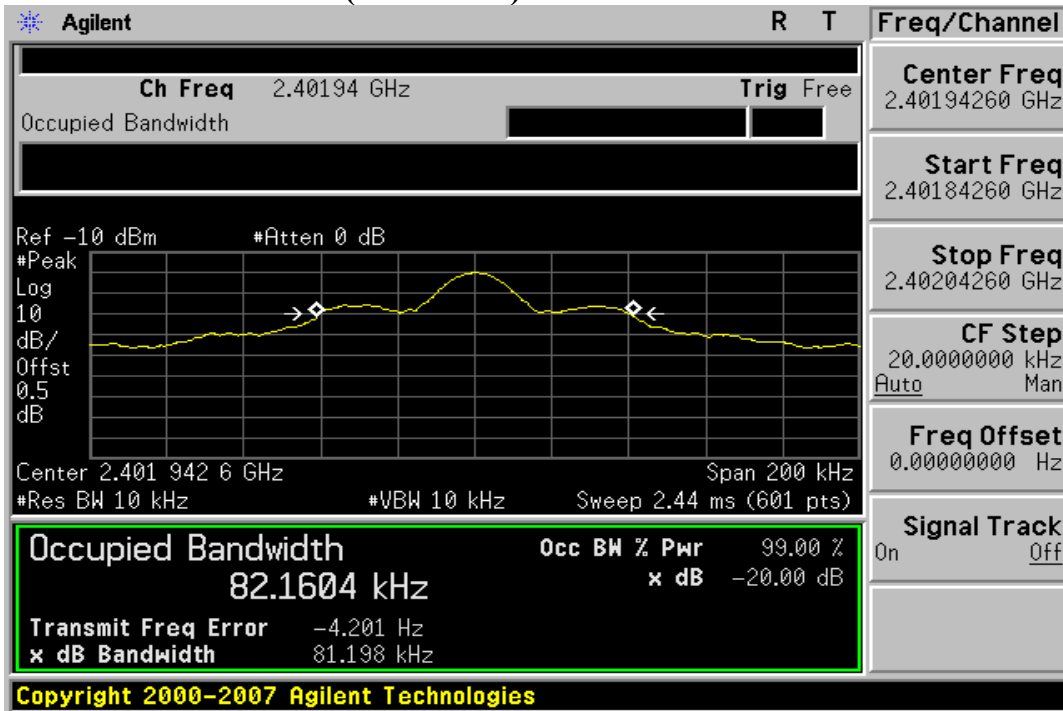 Agilent
R T
Freq/Channel
Ch Freq 2.40194 GHz
Trig Free
Occupied Bandwidth
Center Freq
2.40194260 GHz
Start Freq
2.40184260 GHz
Stop Freq
2.40204260 GHz
CF Step
20.0000000 kHz
Auto Man
Freq Offset
0.00000000 Hz
Signal Track
On Off
Ref -10 dBm #Atten 0 dB
#Peak
Log
10
dB/
Offst
0.5
dB
Center 2.401 942 6 GHz Span 200 kHz
#Res BW 10 kHz #VBW 10 kHz Sweep 2.44 ms (601 pts)
Occupied Bandwidth
82.1604 kHz
Occ BW % Pwr 99.00 %
x dB -20.00 dB
Transmit Freq Error -4.201 Hz
x dB Bandwidth 81.198 kHz
Copyright 2000-2007 Agilent Technologies